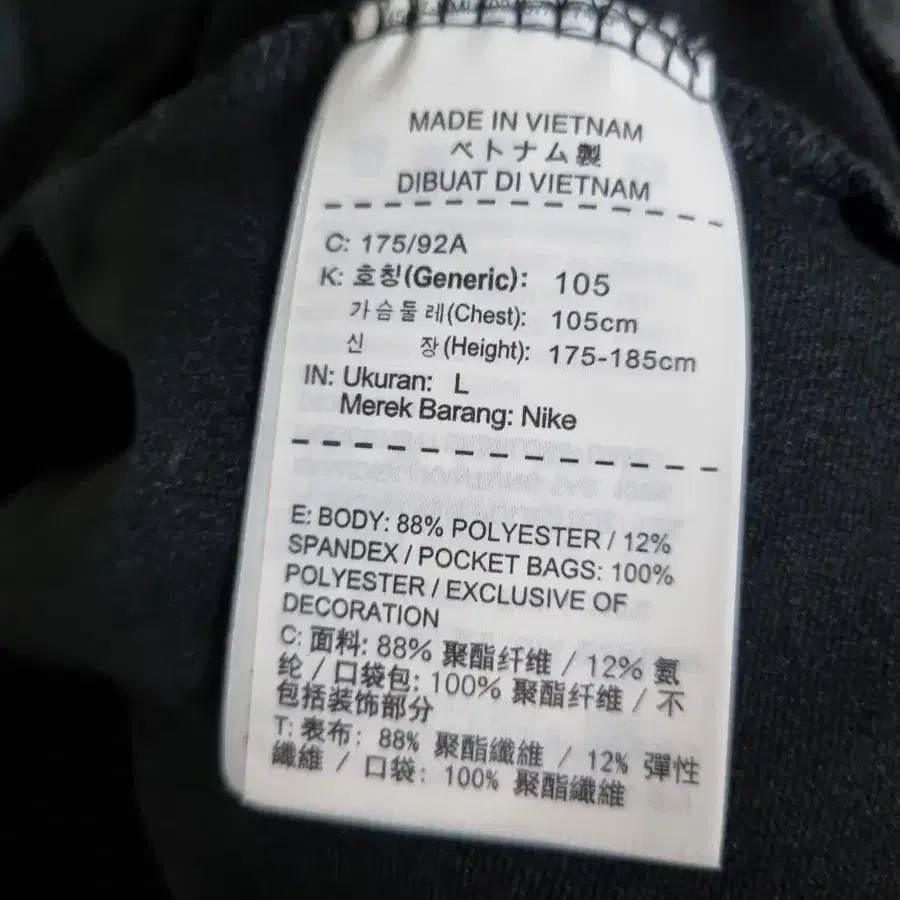 MADE IN VIETNAM
ベトナム製
DIBUAT DI VIETNAM
C: 175/92A
K: 호칭(Generic): 105
가슴둘레(Chest): 105cm
신 장(Height): 175-185cm
IN: Ukuran: L
Merek Barang: Nike
E: BODY: 88% POLYESTER / 12%
SPANDEX / POCKET BAGS: 100%
POLYESTER / EXCLUSIVE OF
DECORATION
C: 面料: 88% 聚酯纤维 / 12% 氨
纶 / 口袋包: 100% 聚酯纤维 / 不
包括装饰部分
T: 表布: 88% 聚酯纖維 / 12% 彈性
纖維 / 口袋: 100% 聚酯纖維